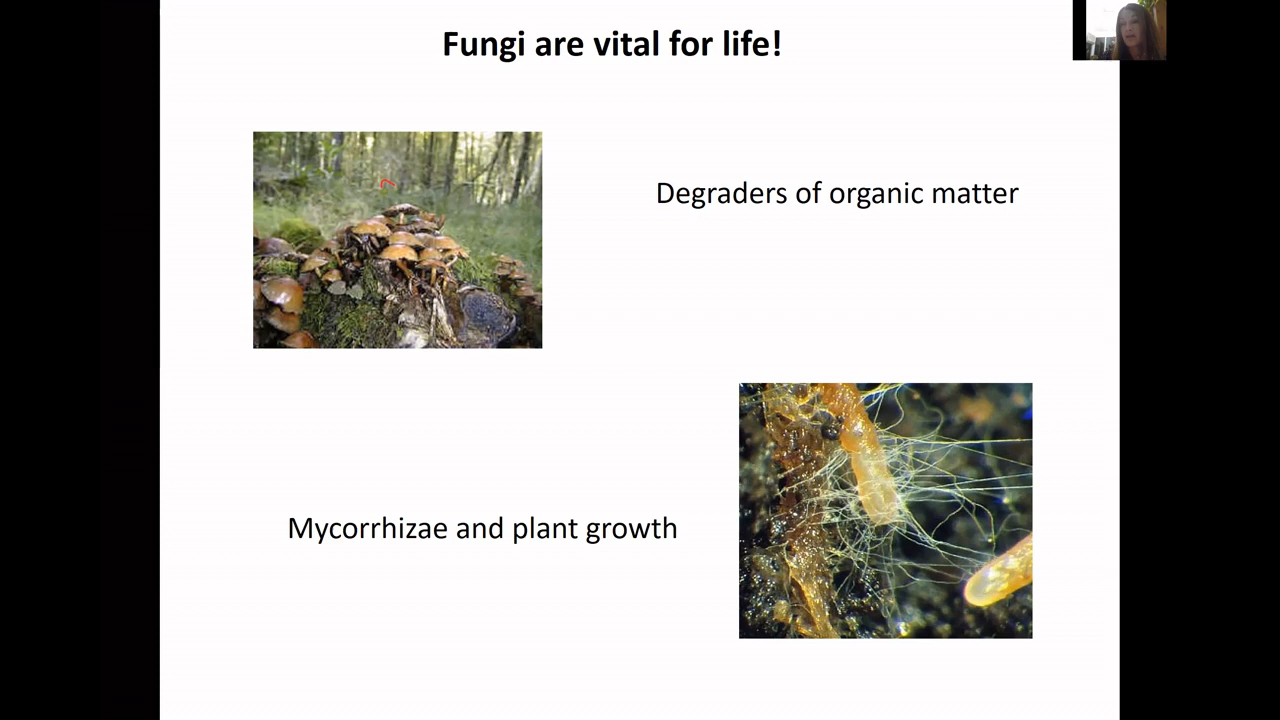 Fungi are vital for life!
Degraders of organic matter
Mycorrhizae and plant growth